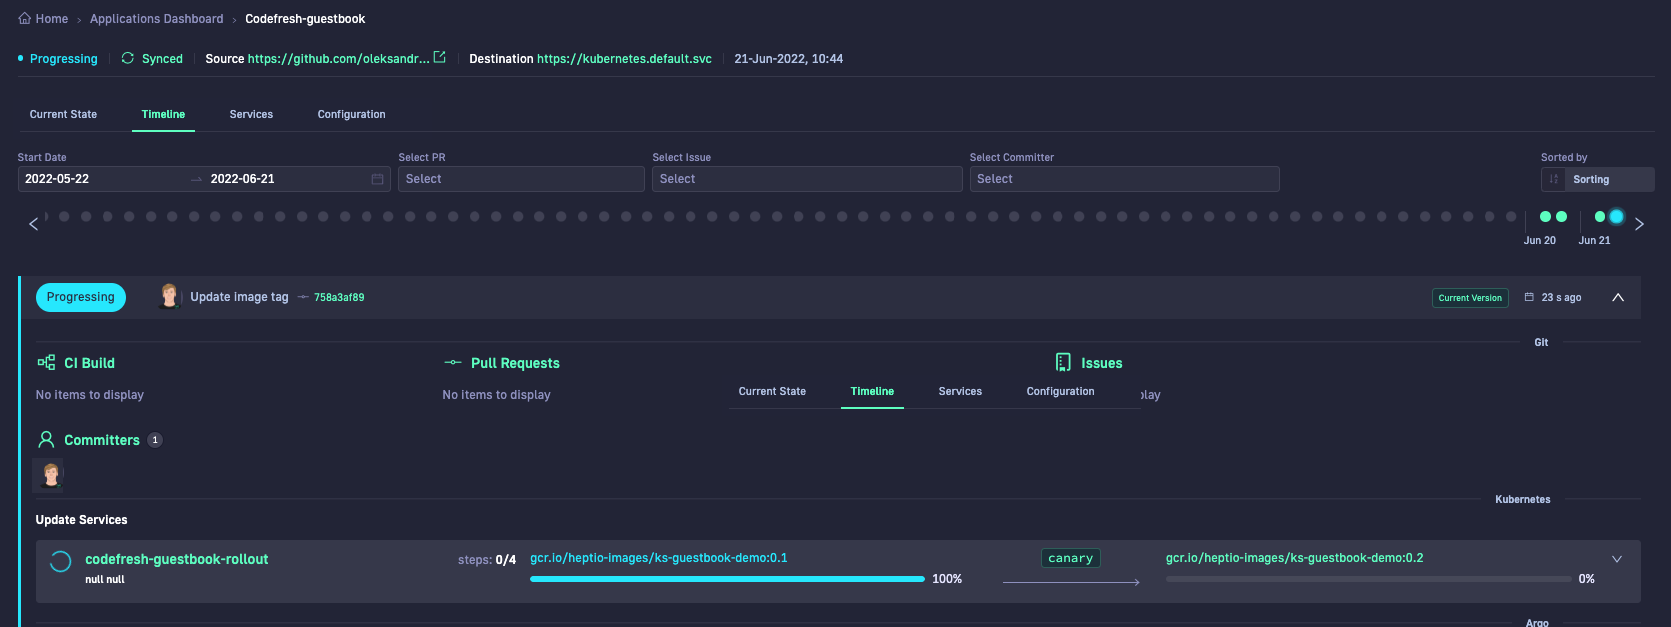 Home > Applications Dashboard > Codefresh-guestbook
Progressing Synced Source https://github.com/oleksandr... Destination https://kubernetes.default.svc 21-Jun-2022, 10:44
Current State Timeline Services Configuration
Start Date Select PR Select Issue Select Committer Sorted by
2022-05-22 → 2022-06-21 Select Select Select Sorting
Jun 20 Jun 21
Progressing Update image tag 758a3af89 Current Version 23 s ago
Git
CI Build Pull Requests Issues
Current State Timeline Services Configuration
No items to display No items to display
Committers 1
Kubernetes
Update Services
codefresh-guestbook-rollout steps: 0/4 gcr.io/heptio-images/ks-guestbook-demo:0.1 canary gcr.io/heptio-images/ks-guestbook-demo:0.2
null null 100% 0%
Argo